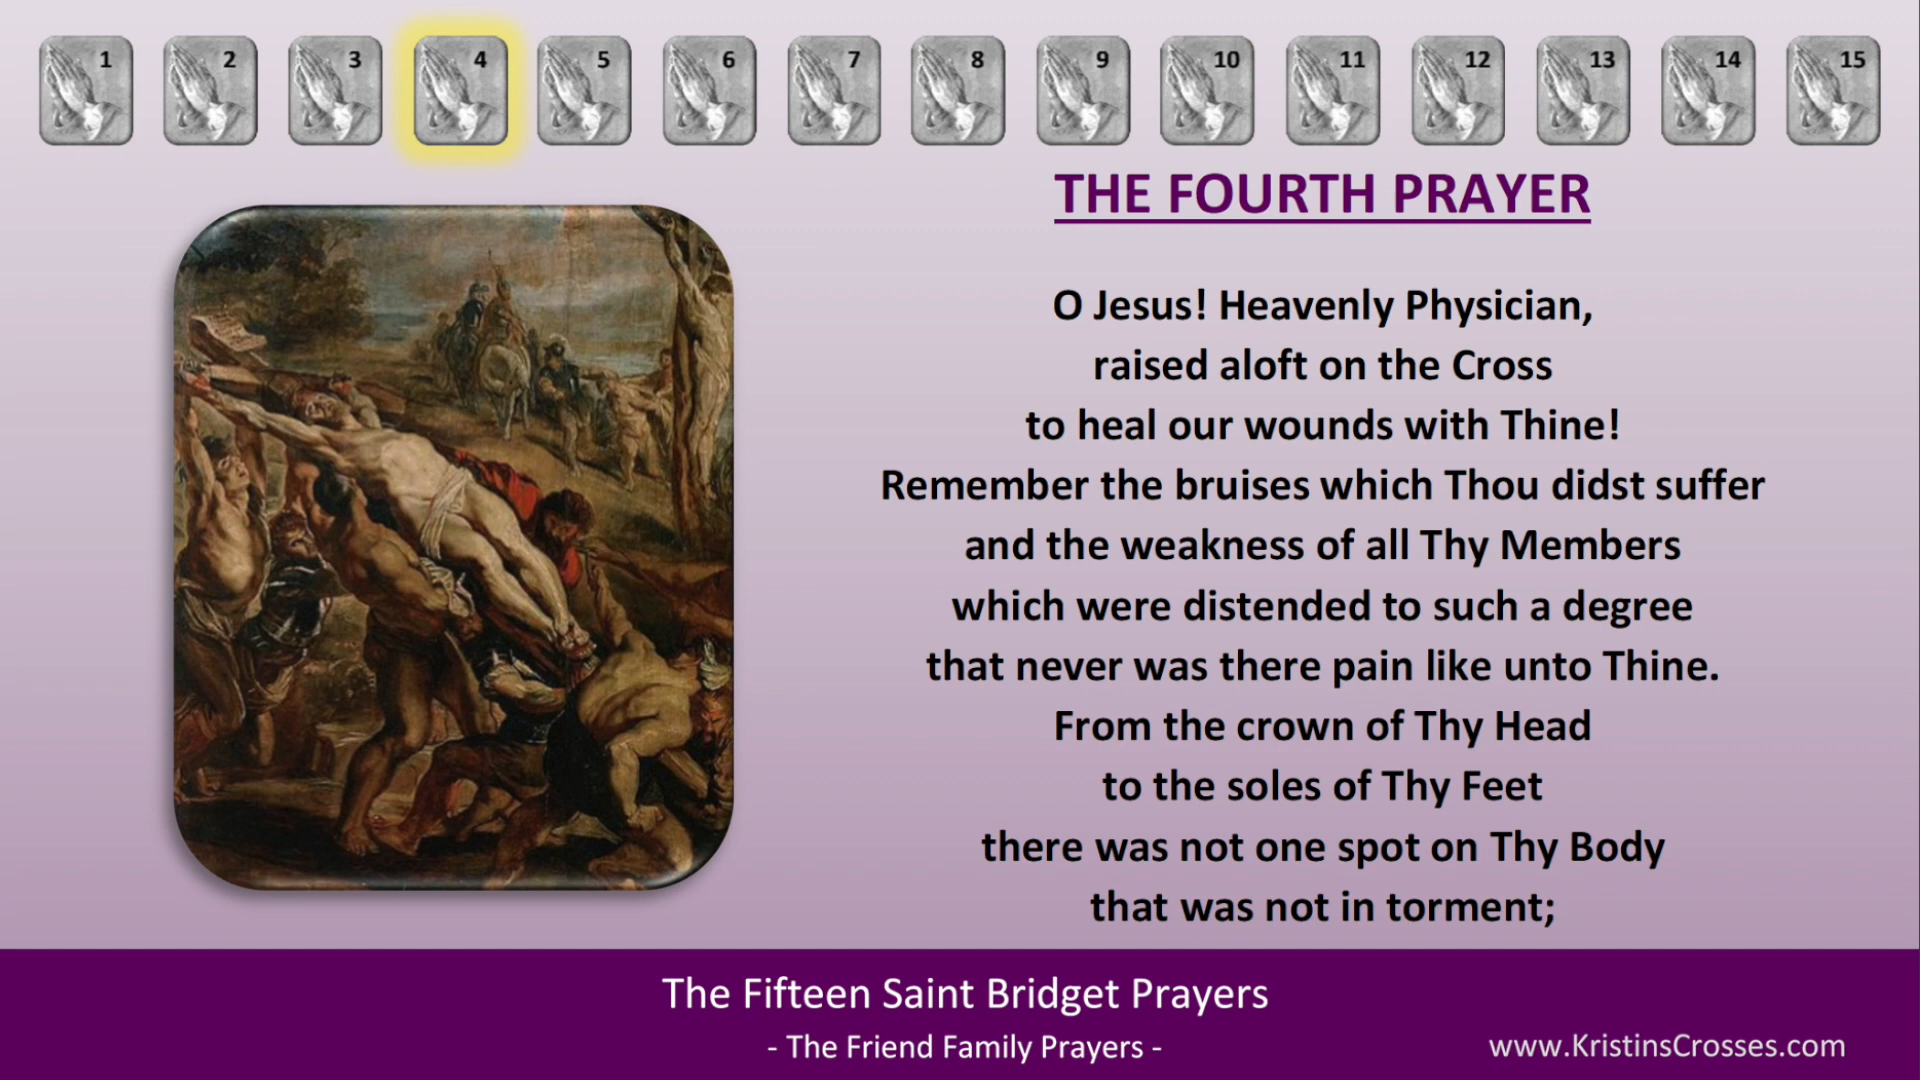 1 2 3 4 5 6 7 8 9 10 11 12 13 14 15
THE FOURTH PRAYER
O Jesus! Heavenly Physician,
raised aloft on the Cross
to heal our wounds with Thine!
Remember the bruises which Thou didst suffer
and the weakness of all Thy Members
which were distended to such a degree
that never was there pain like unto Thine.
From the crown of Thy Head
to the soles of Thy Feet
there was not one spot on Thy Body
that was not in torment;
The Fifteen Saint Bridget Prayers
- The Friend Family Prayers -
www.KristinsCrosses.com